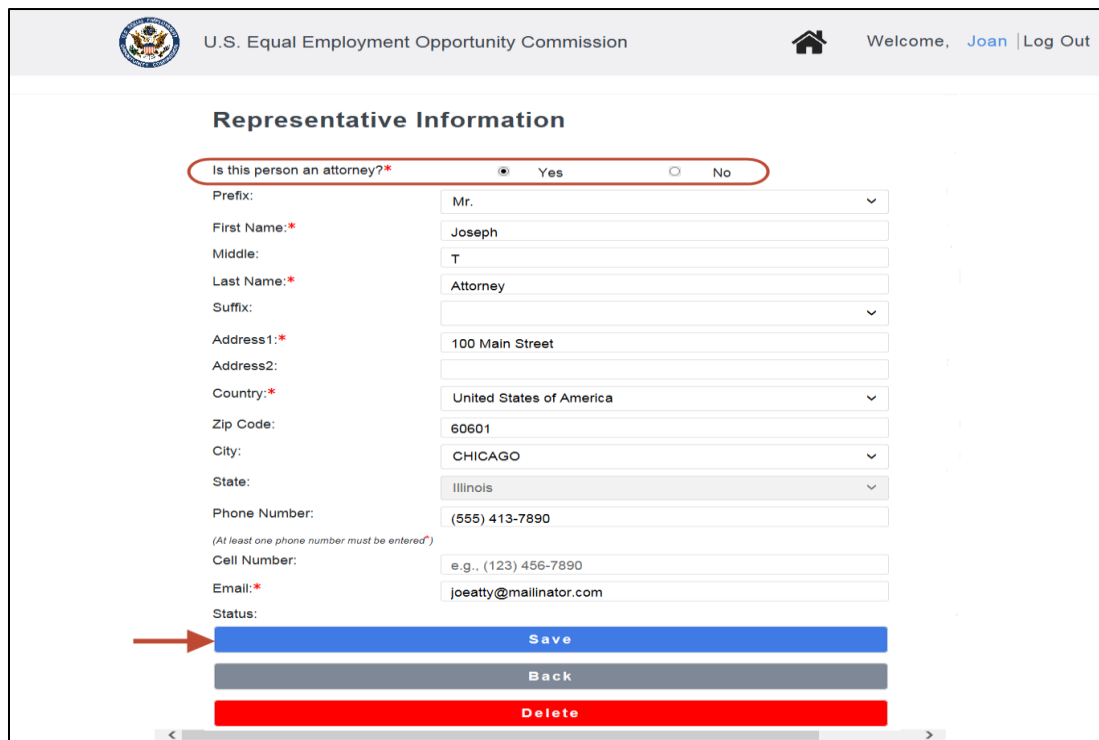 U.S. Equal Employment Opportunity Commission Welcome, Joan |Log Out
Representative Information
Is this person an attorney?* Yes No
Prefix: Mr.
First Name:* Joseph
Middle: T
Last Name:* Attorney
Suffix:
Address1:* 100 Main Street
Address2:
Country:* United States of America
Zip Code: 60601
City: CHICAGO
State: Illinois
Phone Number: (555) 413-7890
(At least one phone number must be entered*)
Cell Number: e.g., (123) 456-7890
Email:* joeatty@mailinator.com
Status:
Save
Back
Delete